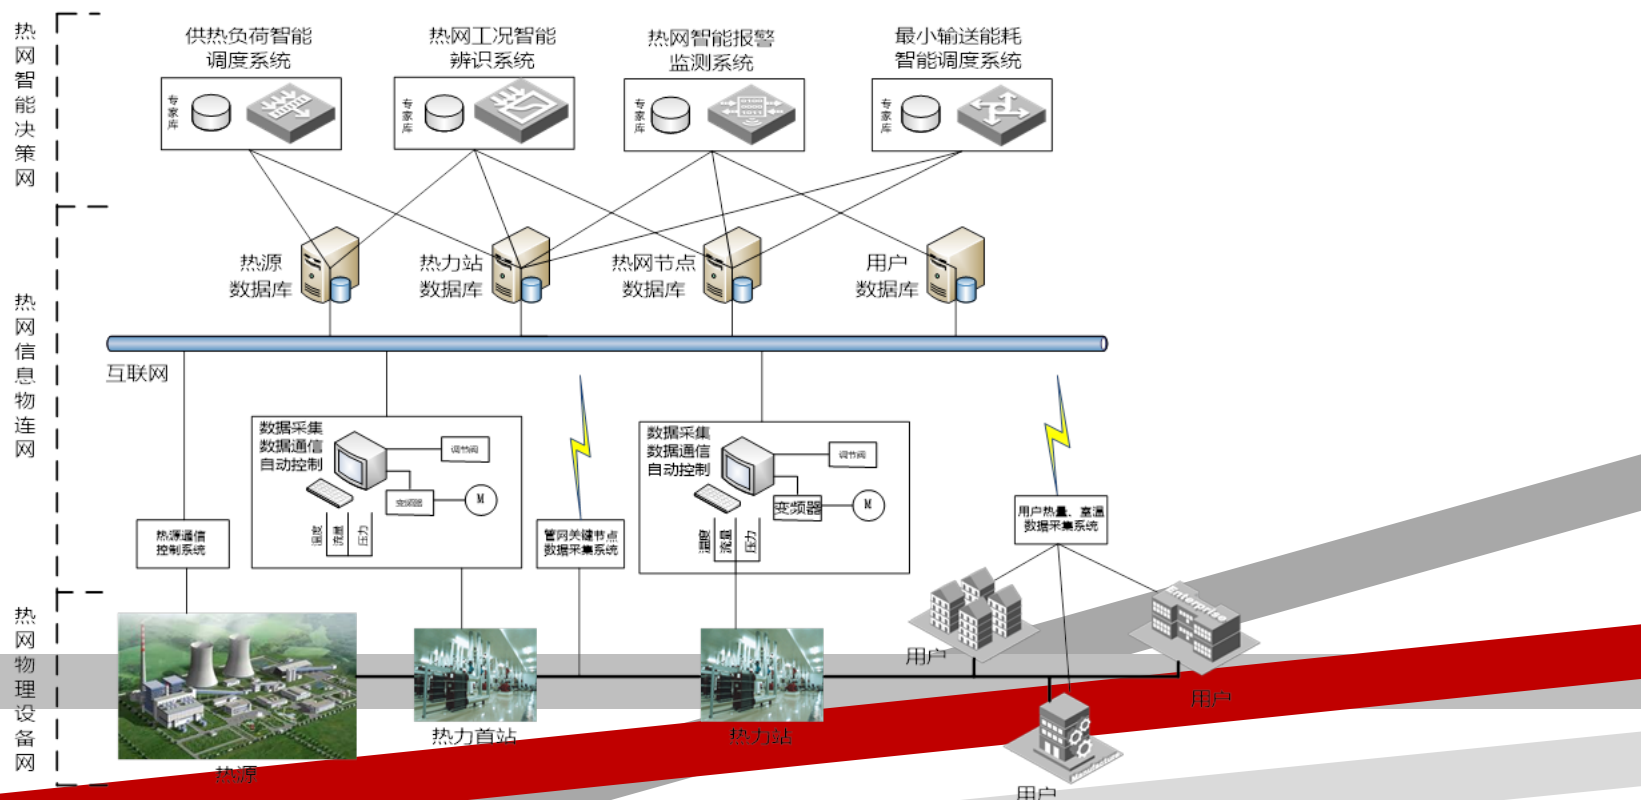 热网智能决策网
供热负荷智能
调度系统
热网工况智能
辨识系统
热网智能报警
监测系统
最小输送能耗
智能调度系统
专家库
专家库
专家库
专家库
热网信息物连网
热源
数据库
热力站
数据库
热网节点
数据库
用户
数据库
互联网
数据采集
数据通信
自动控制
调节阀
变频器
M
温度
流量
压力
数据采集
数据通信
自动控制
调节阀
变频器
M
温度
流量
压力
热源通信
控制系统
管网关键节点
数据采集系统
用户热量、室温
数据采集系统
热网物理设备网
热源
热力首站
热力站
用户
Enterprise
用户
Manufacture
用户